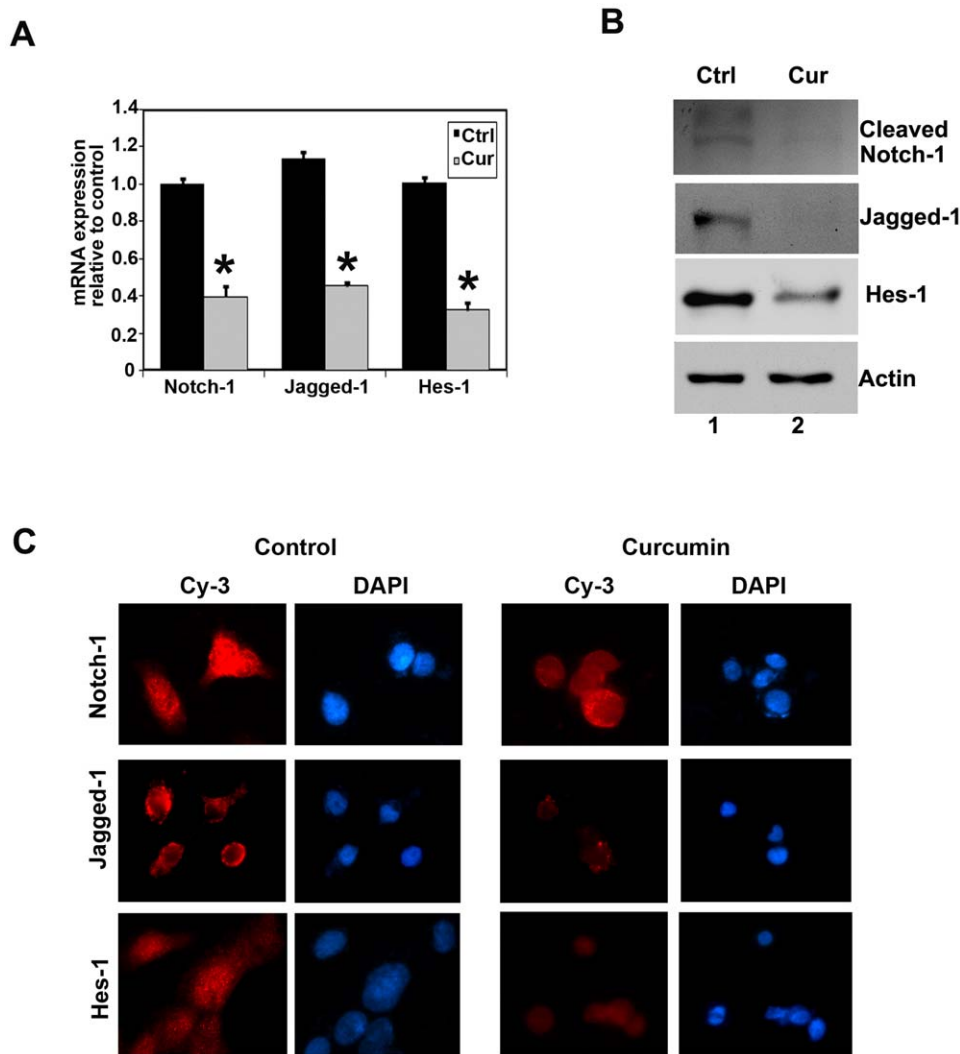 A
mRNA expression
relative to control
1.4
1.2
1.0
0.8
0.6
0.4
0.2
0
Ctrl
Cur
*
*
*
Notch-1
Jagged-1
Hes-1
B
Ctrl
Cur
Cleaved
Notch-1
Jagged-1
Hes-1
Actin
1
2
C
Control
Curcumin
Cy-3
DAPI
Cy-3
DAPI
Notch-1
Jagged-1
Hes-1